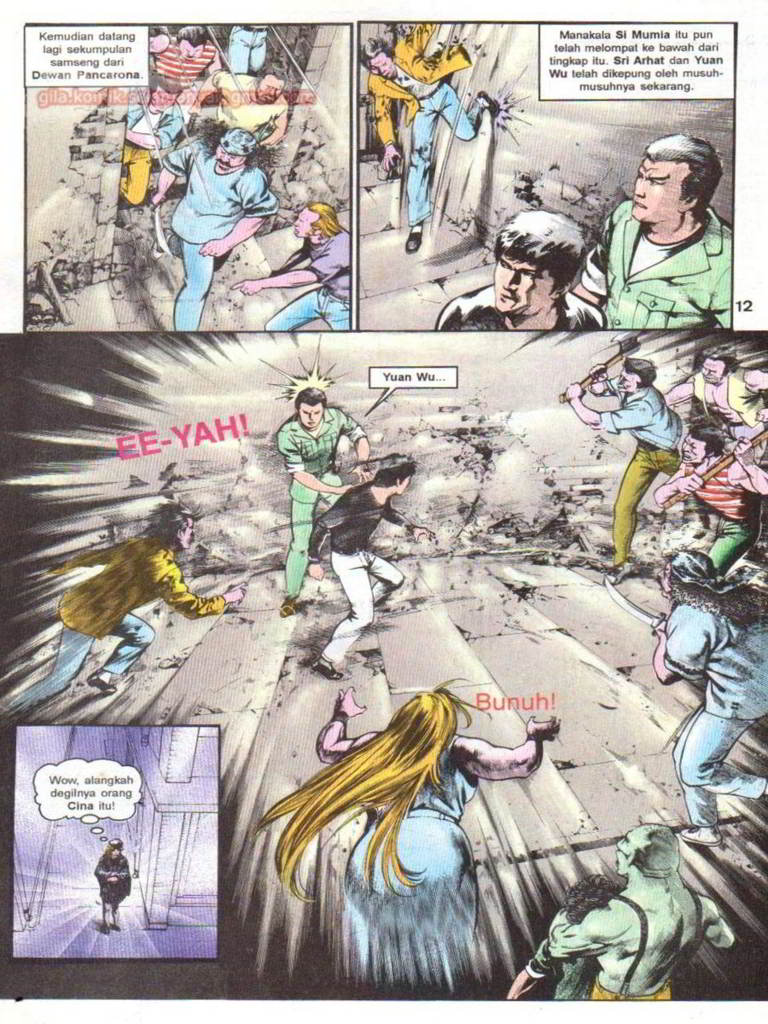 Kemudian datang
lagi sekumpulan
samseng dari
Dewan Pancarona.
Manakala Si Mumia itu pun
telah melompat ke bawah dari
tingkap itu. Sri Arhat dan Yuan
Wu telah dikepung oleh musuh-
musuhnya sekarang.
12
Yuan Wu...
EE-YAH!
Bunuh!
Wow, alangkah
degilnya orang
Cina itu!